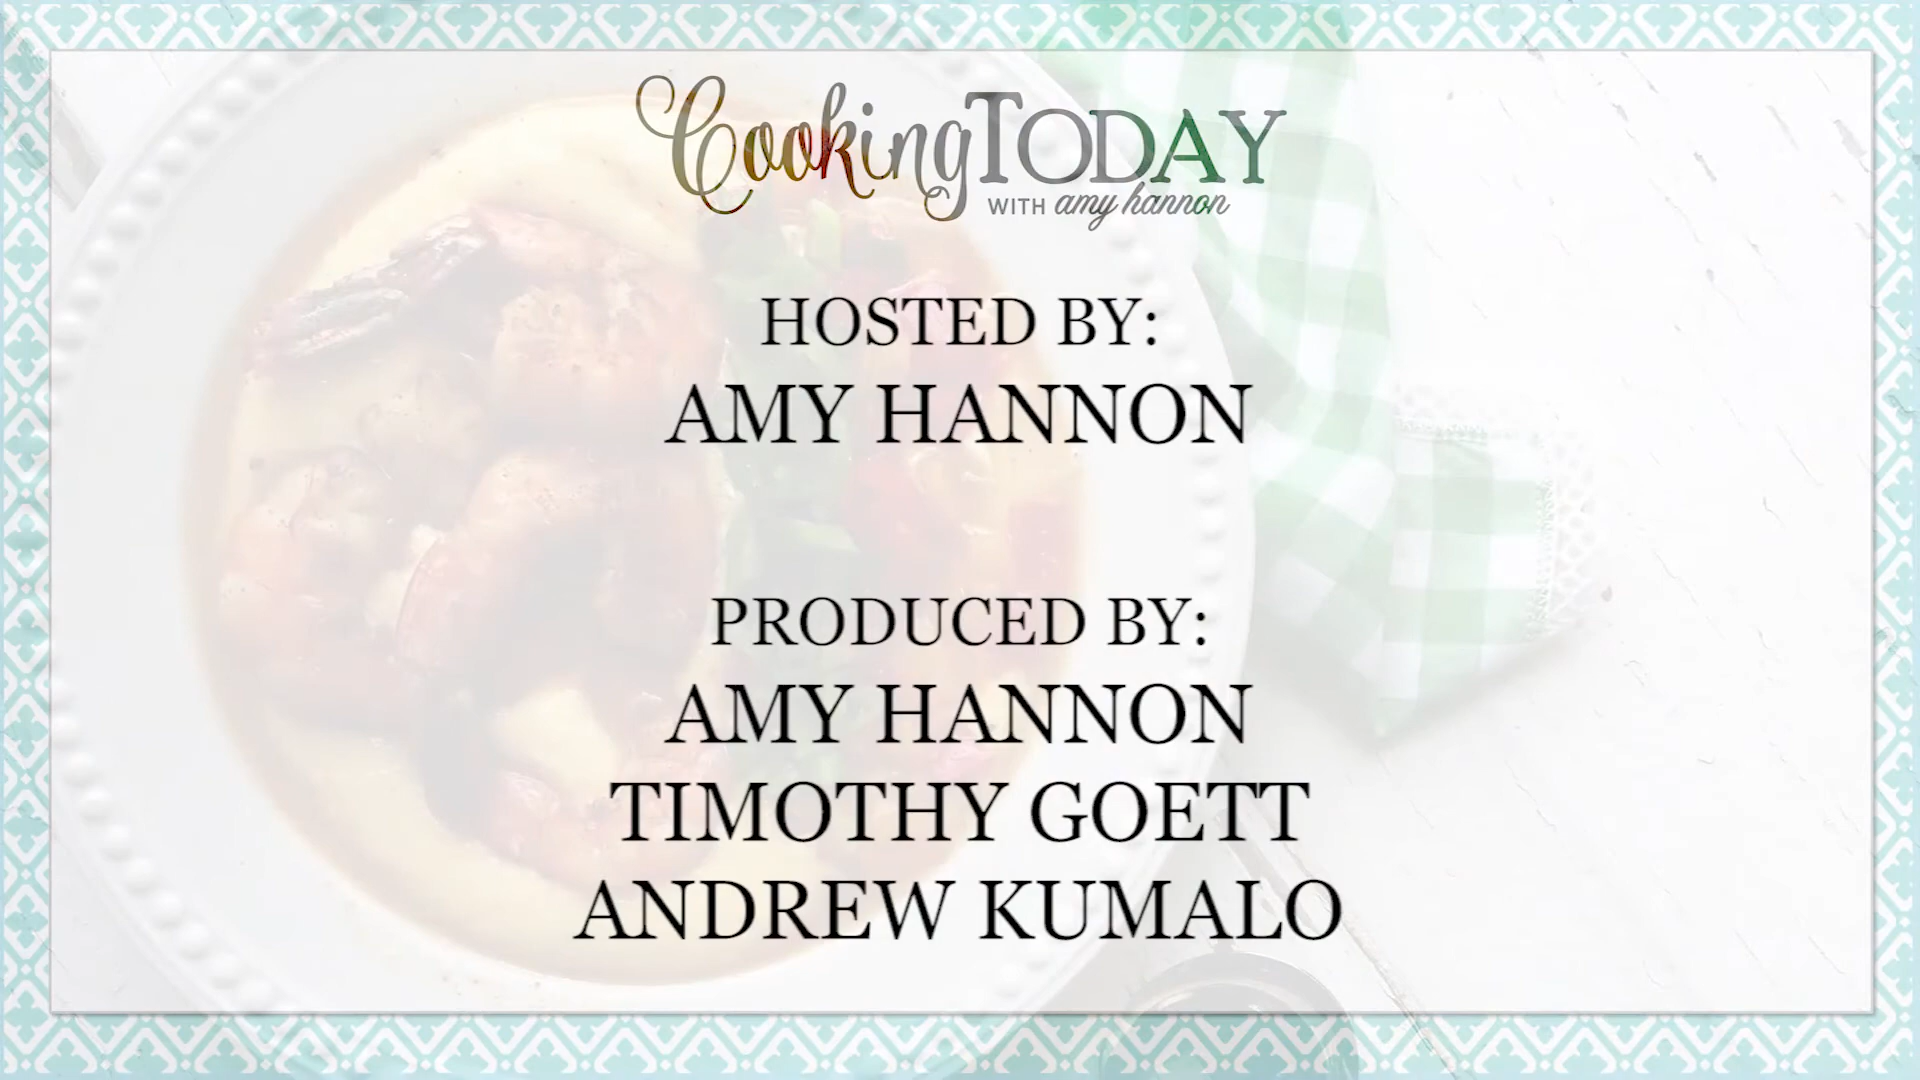 CookingTODAY
WITH amy hannon
HOSTED BY:
AMY HANNON
PRODUCED BY:
AMY HANNON
TIMOTHY GOETT
ANDREW KUMALO